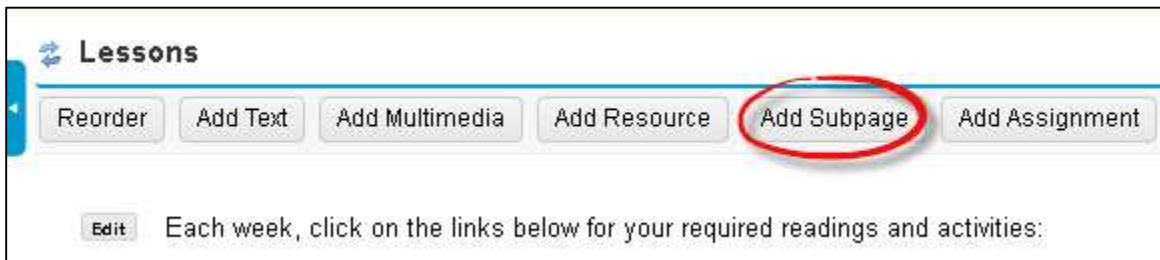 Lessons
Reorder Add Text Add Multimedia Add Resource Add Subpage Add Assignment
Edit Each week, click on the links below for your required readings and activities: